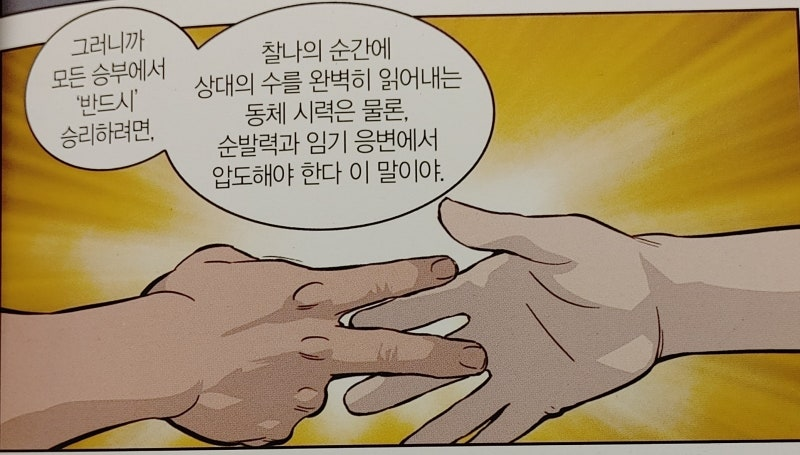 그러니까
모든 승부에서
‘반드시’
승리하려면,
찰나의 순간에
상대의 수를 완벽히 읽어내는
동체 시력은 물론,
순발력과 임기 응변에서
압도해야 한다 이 말이야.